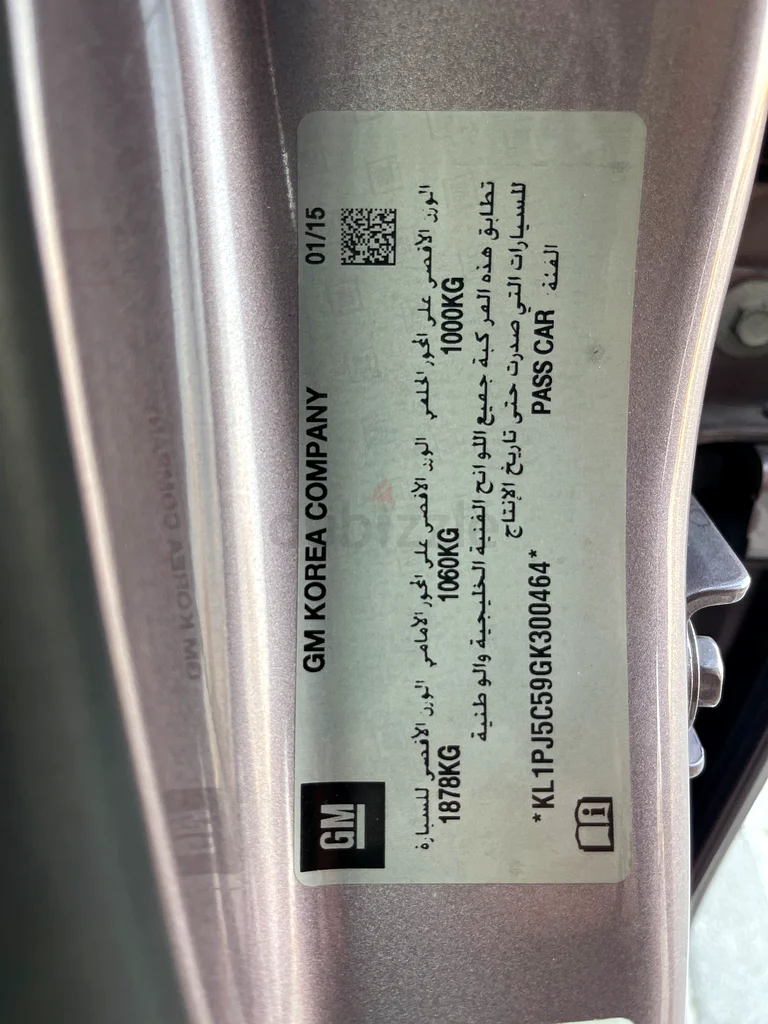 GM
GM KOREA COMPANY
01/15
الوزن الأقصى للسيارة الوزن الأقصى على المحور الأمامي الوزن الأقصى على المحور الخلفي
1878KG 1060KG 1000KG
تطابق هذه المركبة جميع اللوائح الفنية الخليجية والوطنية
للسيارات التي صدرت حتى تاريخ الإنتاج
*KL1PJ5C59GK300464* PASS CAR الفئة:
i
dubizzle